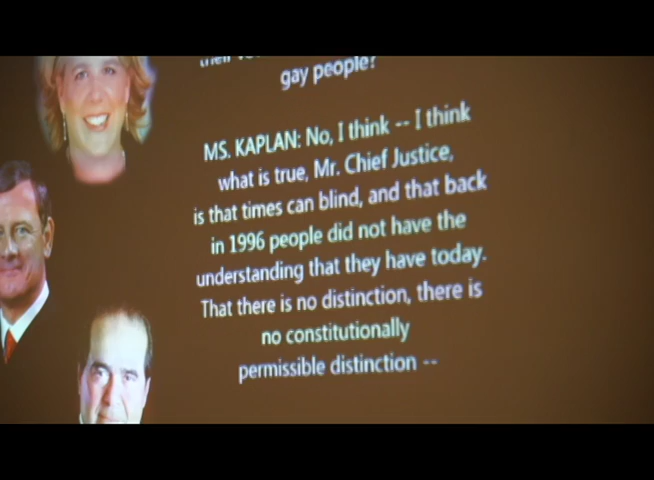 gay people?
MS. KAPLAN: No, I think -- I think
what is true, Mr. Chief Justice,
is that times can blind, and that back
in 1996 people did not have the
understanding that they have today.
That there is no distinction, there is
no constitutionally
permissible distinction --